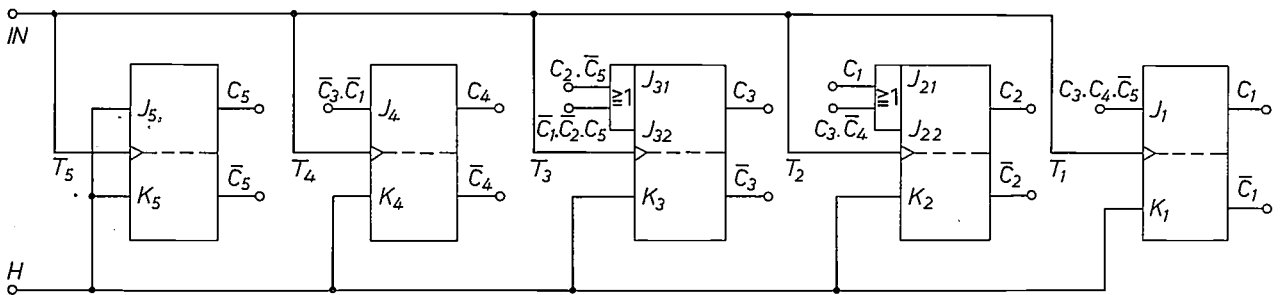 IN
J₅, C₅ T₅ K₅ C̅₅
C̅₃.C̅₁ J₄ C₄ T₄ K₄ C̅₄
C₂.C̅₅ ≧1 J₃₁ C₃ C̅₁.C̅₂.C₅ J₃₂ T₃ K₃ C̅₃
C₁ ≧1 J₂₁ C₂ C₃.C̅₄ J₂₂ T₂ K₂ C̅₂
C₃.C₄.C̅₅ J₁ C₁ T₁ K₁ C̅₁
H